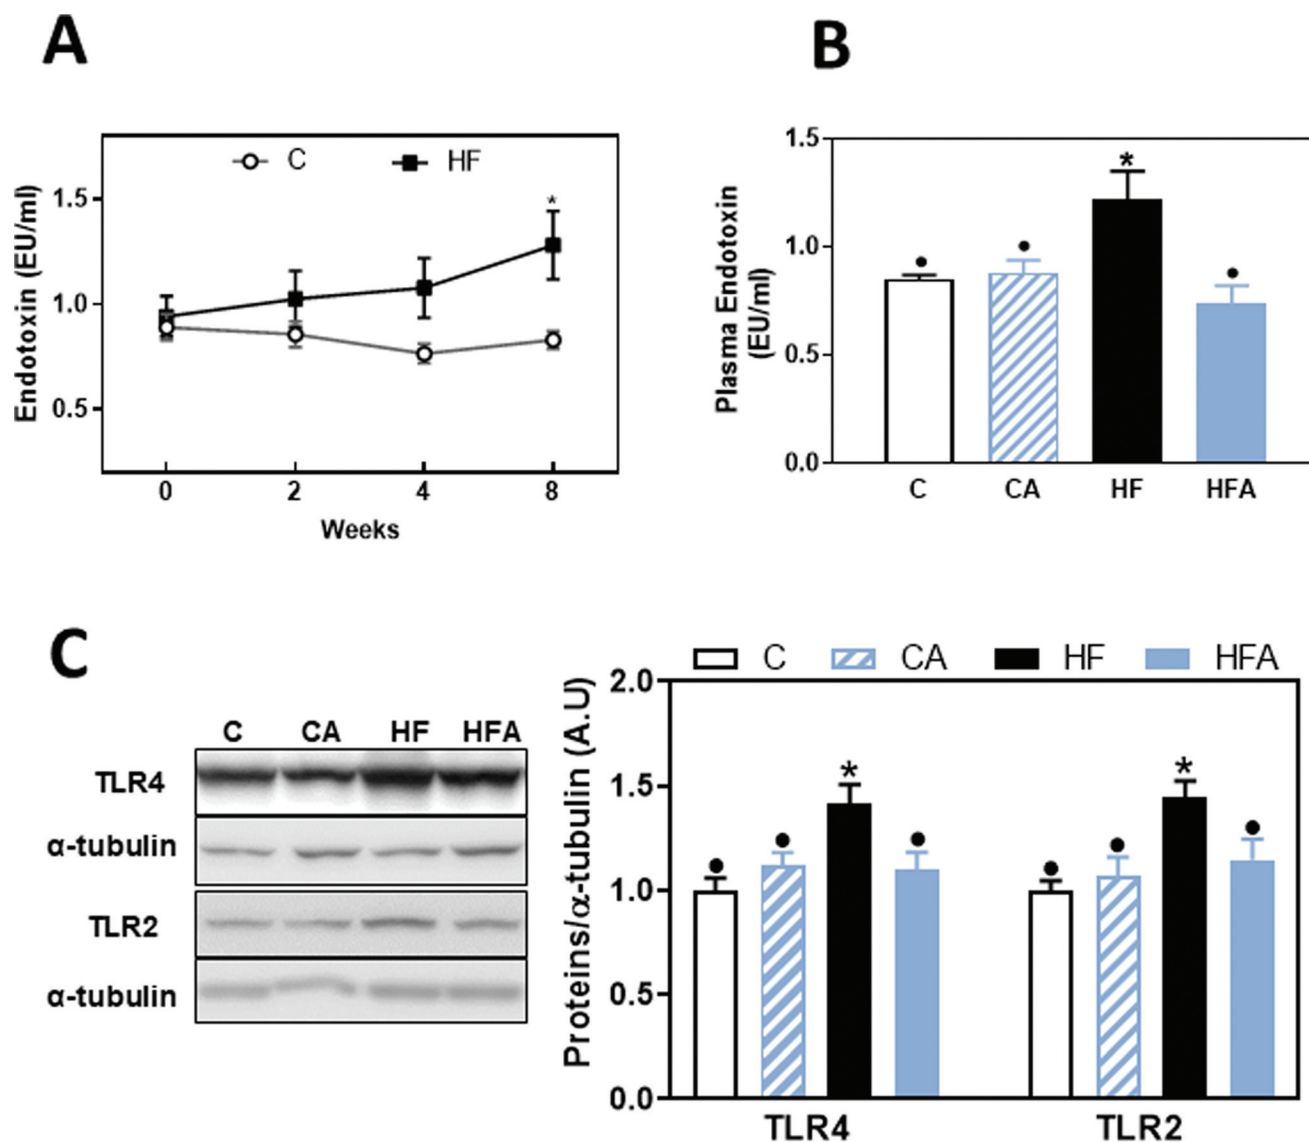 A
C HF
*
Endotoxin (EU/ml)
1.5
1.0
0.5
0 2 4 8
Weeks
B
Plasma Endotoxin
(EU/ml)
1.5
1.0
0.5
0.0
*
C CA HF HFA
C
C CA HF HFA
TLR4
α-tubulin
TLR2
α-tubulin
C CA HF HFA
Proteins/α-tubulin (A.U)
2.0
1.5
1.0
0.5
0.0
* *
TLR4 TLR2